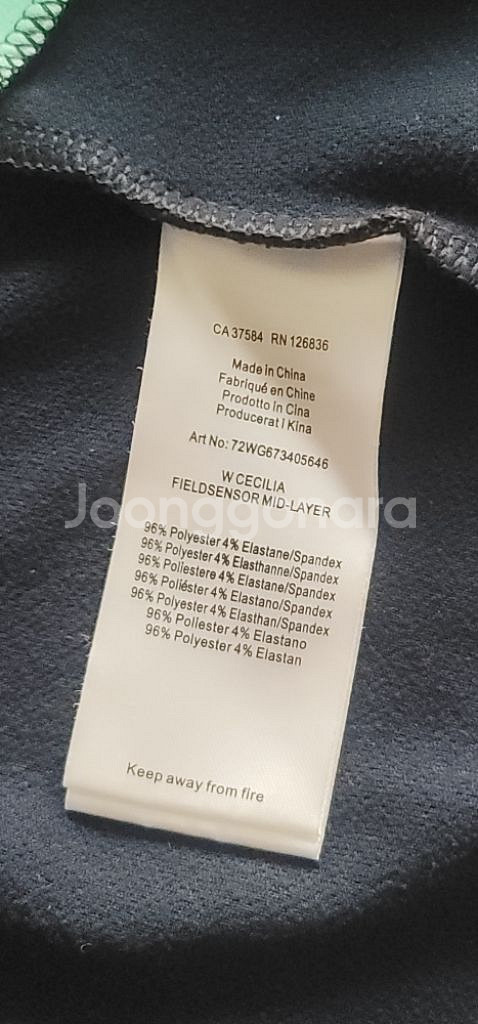 CA 37584 RN 126836
Made in China
Fabriqué en Chine
Prodotto in Cina
Producerat i Kina
Art No: 72WG673405646
W CECILIA
FIELDSENSOR MID-LAYER
Joonggonara
96% Polyester 4% Elastane/Spandex
96% Polyester 4% Elasthanne/Spandex
96% Poliestere 4% Elastane/Spandex
96% Poliéster 4% Elastano/Spandex
96% Polyester 4% Elasthan/Spandex
96% Poliester 4% Elastano
96% Polyester 4% Elastan
Keep away from fire